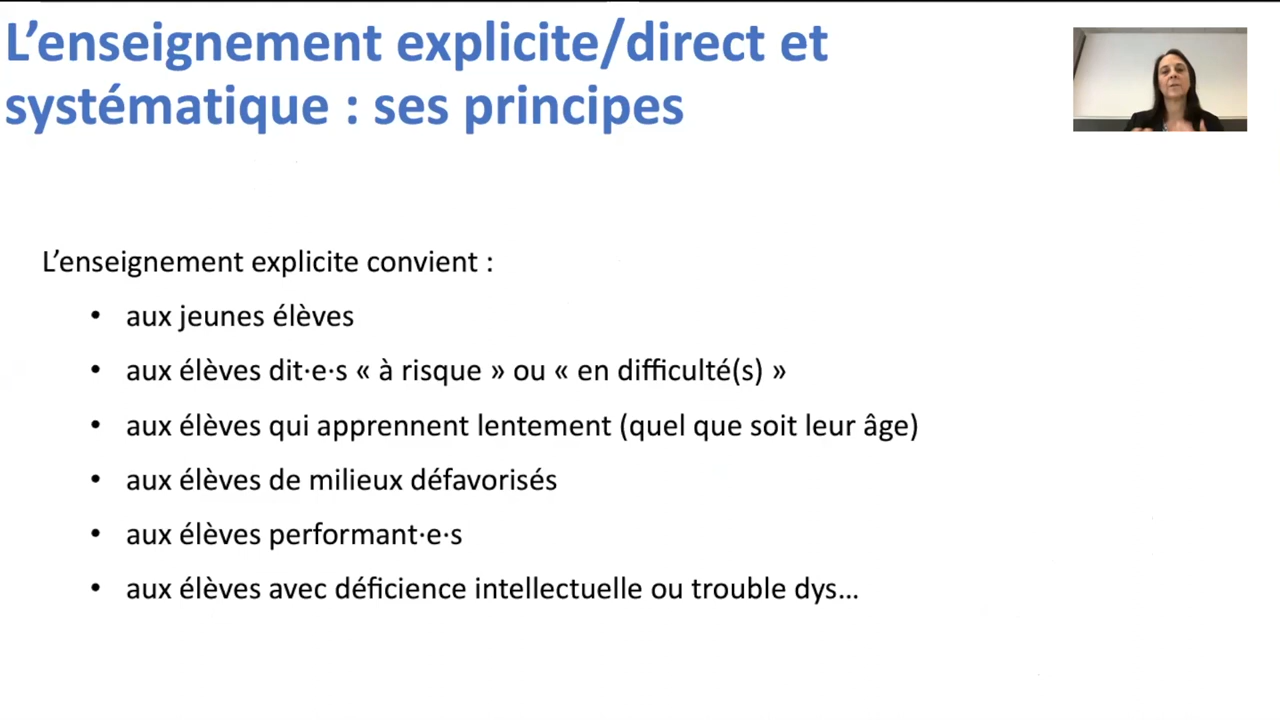 L’enseignement explicite/direct et
systématique : ses principes
L’enseignement explicite convient :
• aux jeunes élèves
• aux élèves dit·e·s « à risque » ou « en difficulté(s) »
• aux élèves qui apprennent lentement (quel que soit leur âge)
• aux élèves de milieux défavorisés
• aux élèves performant·e·s
• aux élèves avec déficience intellectuelle ou trouble dys…